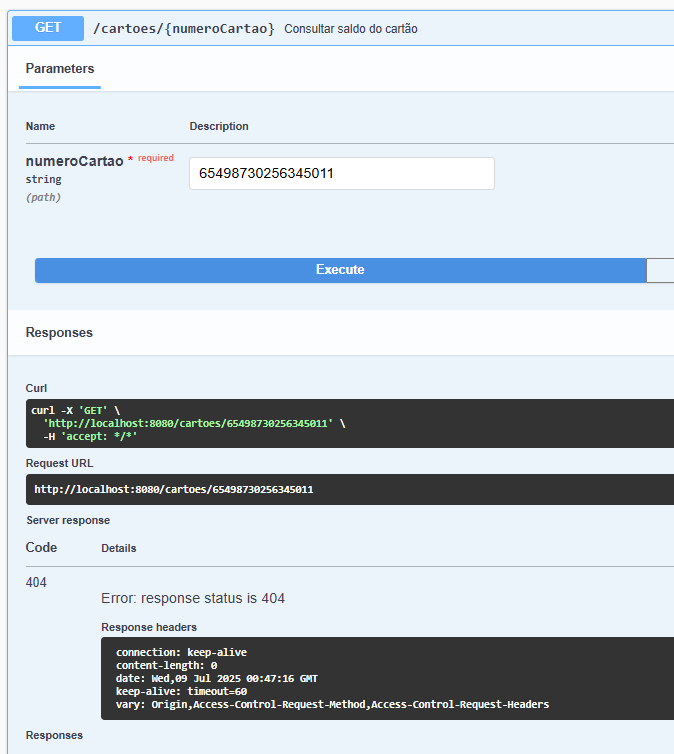 GET /cartoes/{numeroCartao} Consultar saldo do cartão
Parameters
Name Description
numeroCartao * required 65498730256345011
string
(path)
Execute
Responses
Curl
curl -X 'GET' \
'http://localhost:8080/cartoes/65498730256345011' \
-H 'accept: */*'
Request URL
http://localhost:8080/cartoes/65498730256345011
Server response
Code Details
404
Error: response status is 404
Response headers
connection: keep-alive
content-length: 0
date: Wed,09 Jul 2025 00:47:16 GMT
keep-alive: timeout=60
vary: Origin,Access-Control-Request-Method,Access-Control-Request-Headers
Responses